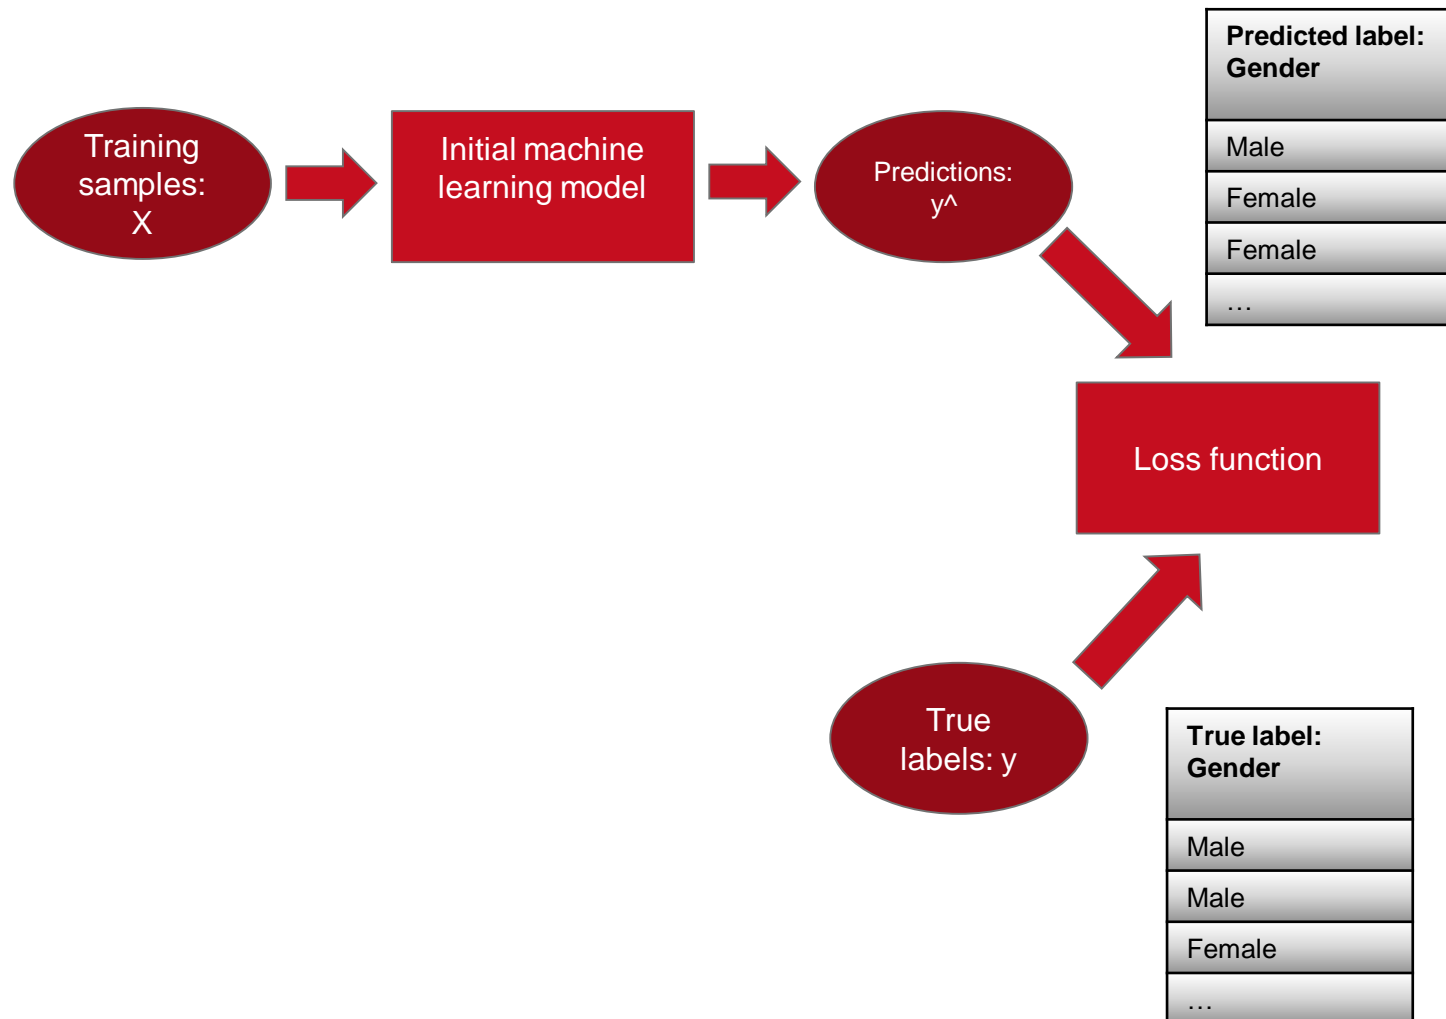 Training
samples:
X
Initial machine
learning model
Predictions:
y^
Predicted label:
Gender
Male
Female
Female
…
Loss function
True
labels: y
True label:
Gender
Male
Male
Female
…